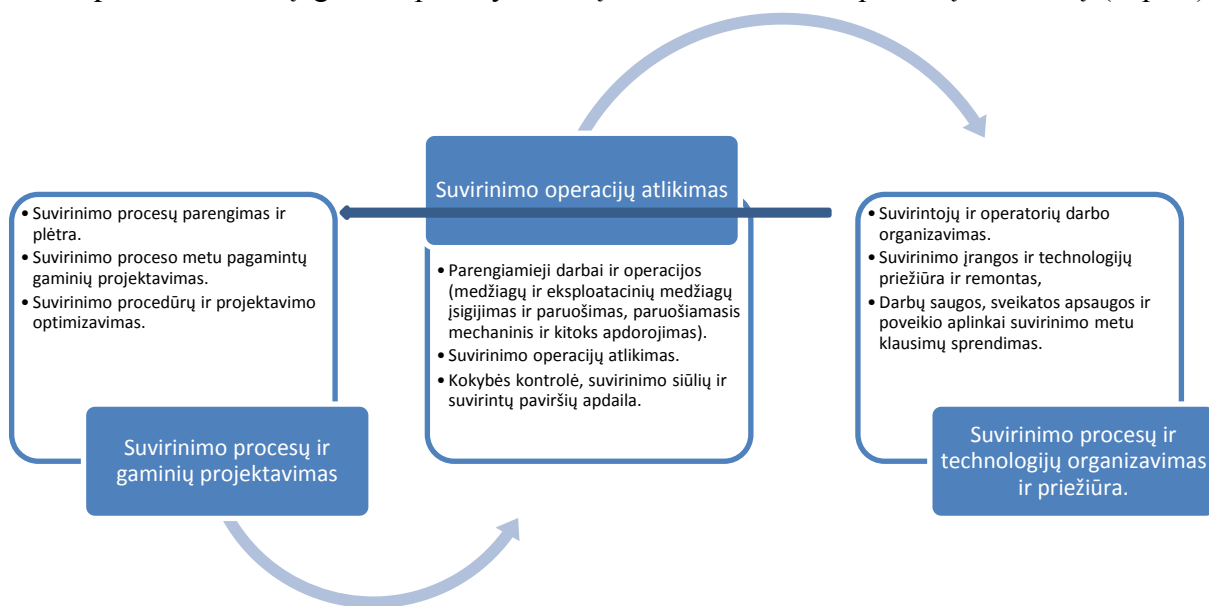 • Suvirinimo procesų parengimas ir
plėtra.
• Suvirinimo proceso metu pagamintų
gaminių projektavimas.
• Suvirinimo procedūrų ir projektavimo
optimizavimas.
Suvirinimo procesų ir
gaminių projektavimas
Suvirinimo operacijų atlikimas
• Parengiamieji darbai ir operacijos
(medžiagų ir eksploatacinių medžiagų
įsigijimas ir paruošimas, paruošiamasis
mechaninis ir kitoks apdorojimas).
• Suvirinimo operacijų atlikimas.
• Kokybės kontrolė, suvirinimo siūlių ir
suvirintų paviršių apdaila.
• Suvirintojų ir operatorių darbo
organizavimas.
• Suvirinimo įrangos ir technologijų
priežiūra ir remontas,
• Darbų saugos, sveikatos apsaugos ir
poveikio aplinkai suvirinimo metu
klausimų sprendimas.
Suvirinimo procesų ir
technologijų organizavimas
ir priežiūra.